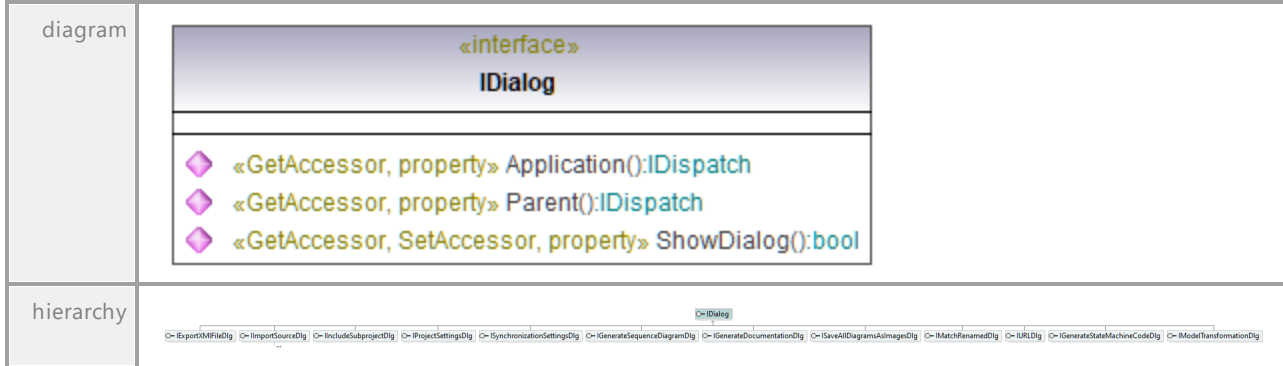 diagram
«interface»
IDialog
«GetAccessor, property» Application():IDispatch
«GetAccessor, property» Parent():IDispatch
«GetAccessor, SetAccessor, property» ShowDialog():bool
hierarchy
IDialog
IExportXMIFileDlg IImportSourceDlg IIncludeSubprojectDlg IProjectSettingsDlg ISynchronizationSettingsDlg IGenerateSequenceDiagramDlg IGenerateDocumentationDlg ISaveAllDiagramsAsImagesDlg IMatchRenamedDlg IURLDlg IGenerateStateMachineCodeDlg IModelTransformationDlg
...